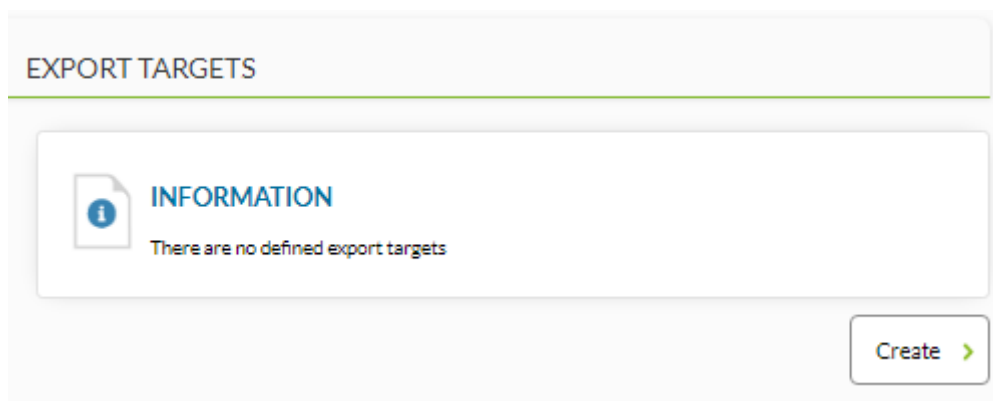 EXPORT TARGETS
INFORMATION
There are no defined export targets
Create